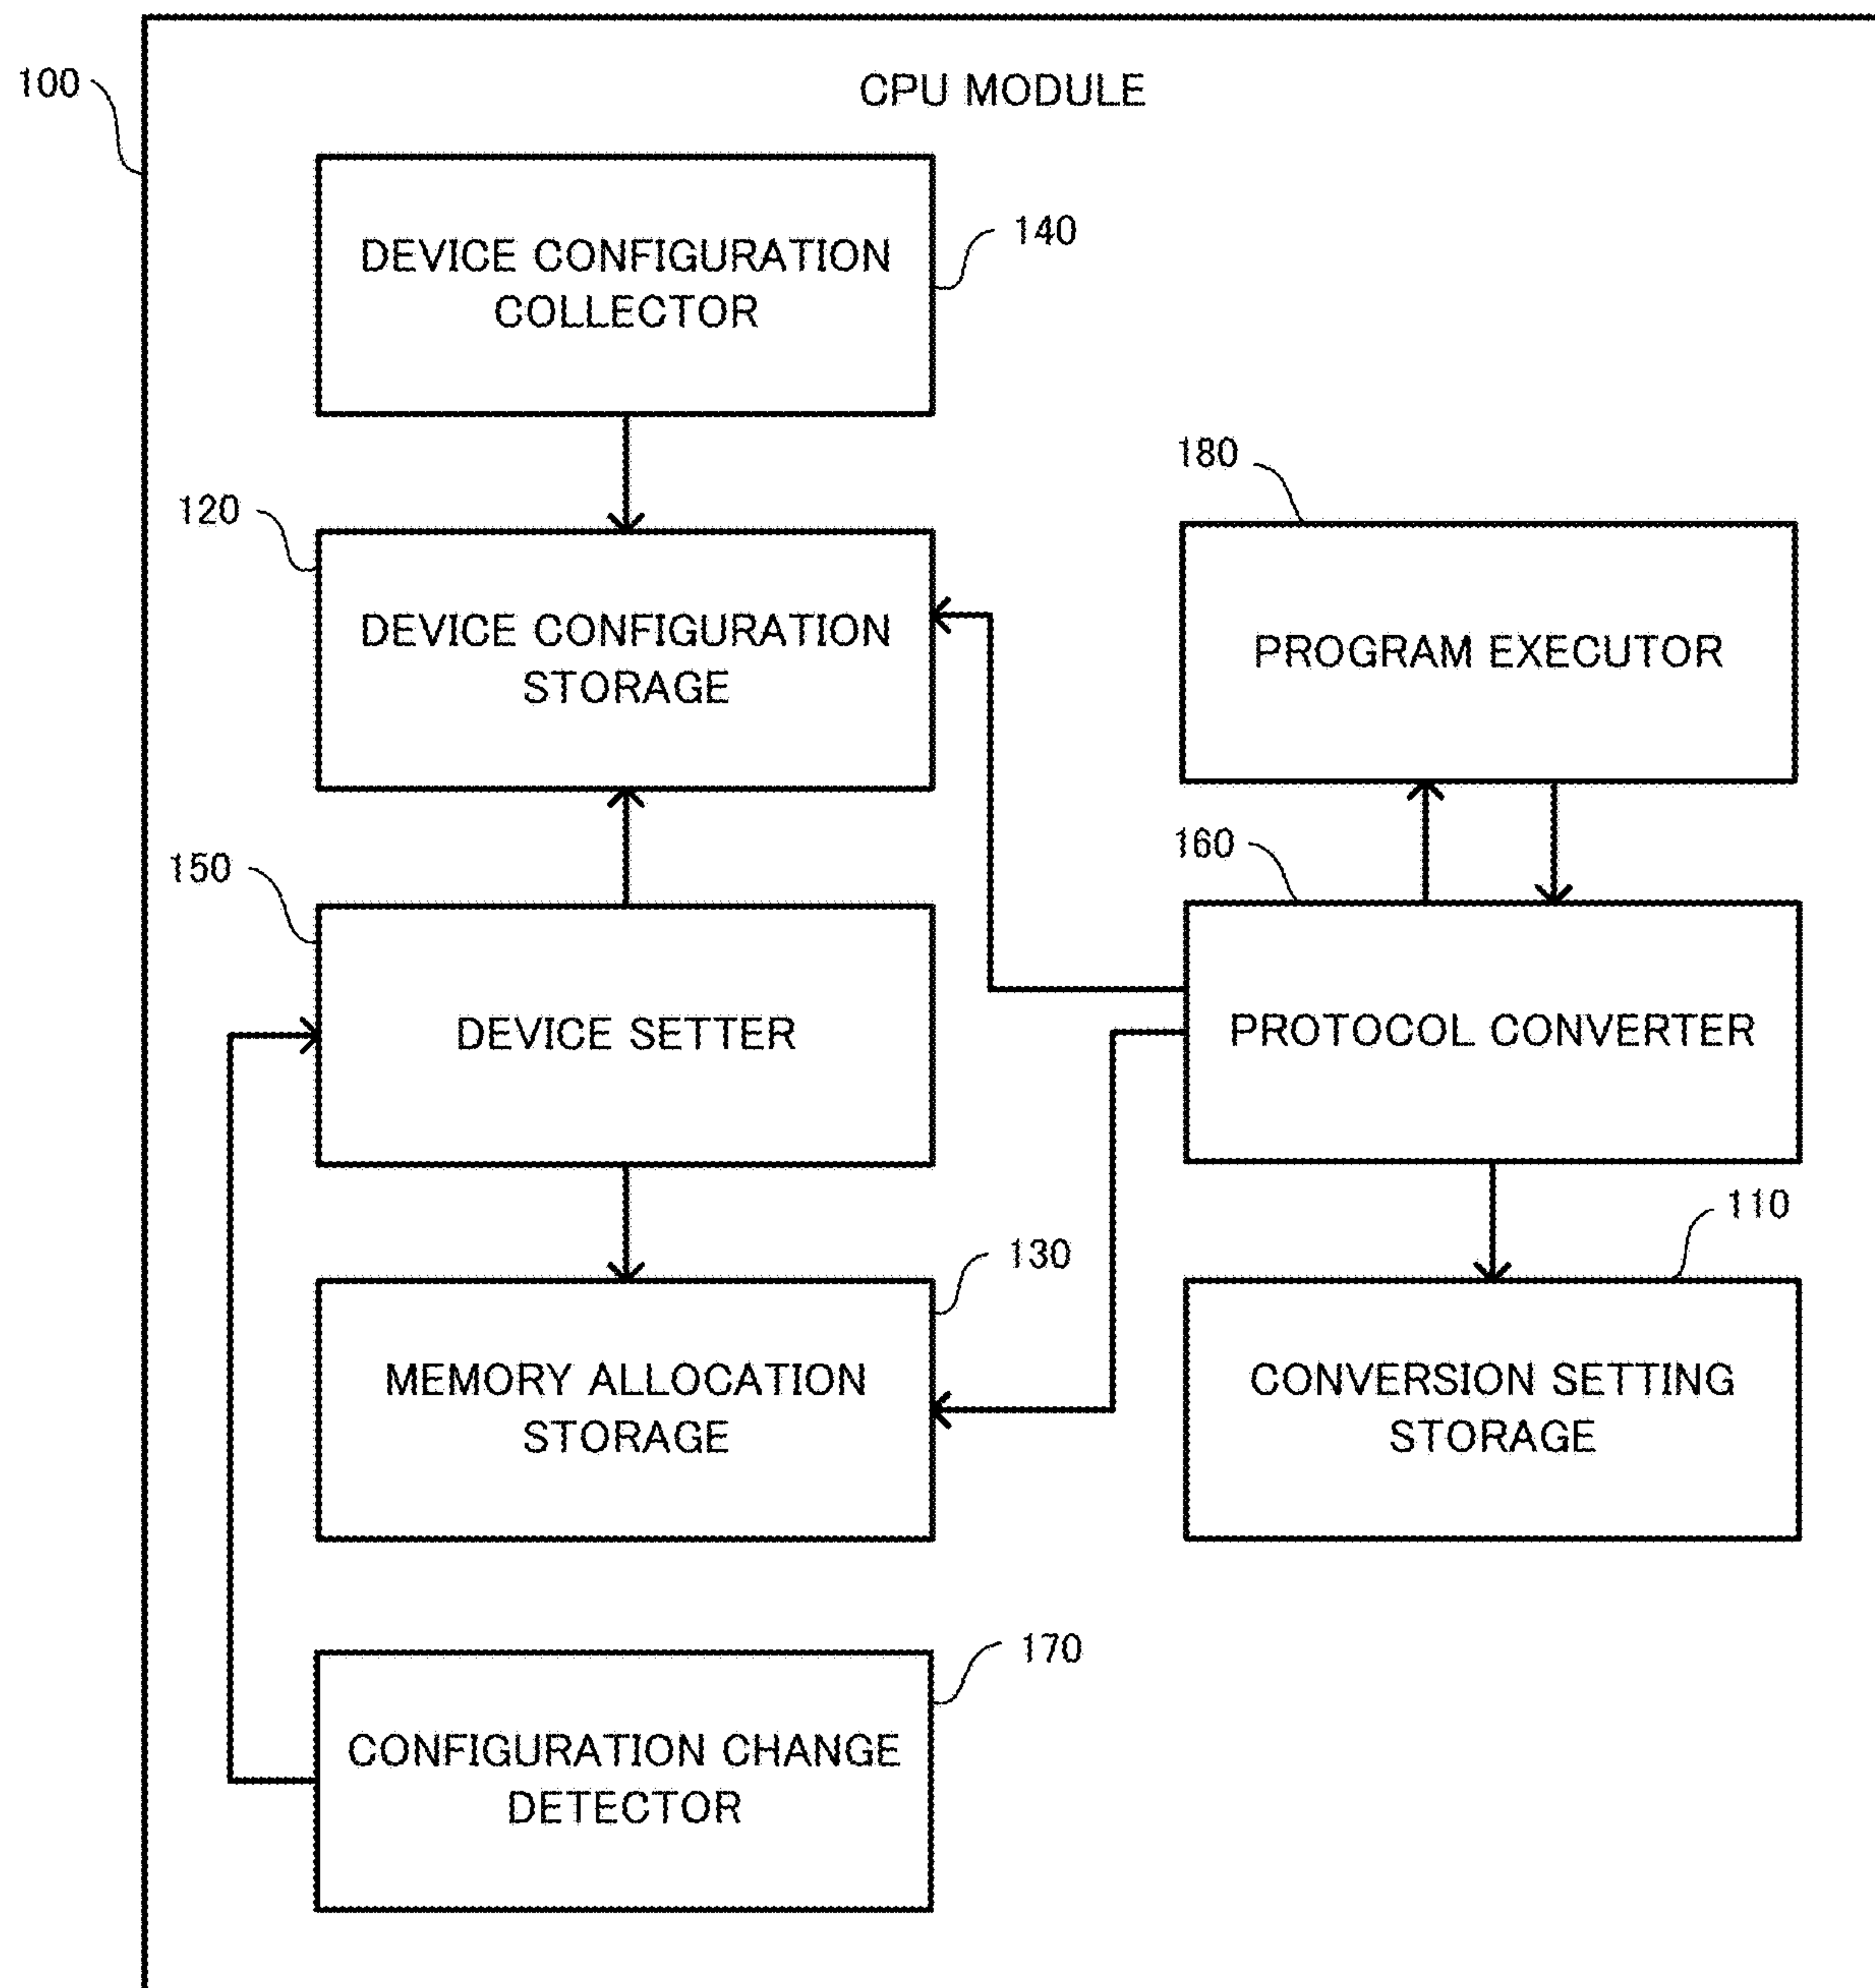 100
CPU MODULE
DEVICE CONFIGURATION
COLLECTOR
140
120
DEVICE CONFIGURATION
STORAGE
180
PROGRAM EXECUTOR
150
DEVICE SETTER
160
PROTOCOL CONVERTER
130
MEMORY ALLOCATION
STORAGE
110
CONVERSION SETTING
STORAGE
170
CONFIGURATION CHANGE
DETECTOR